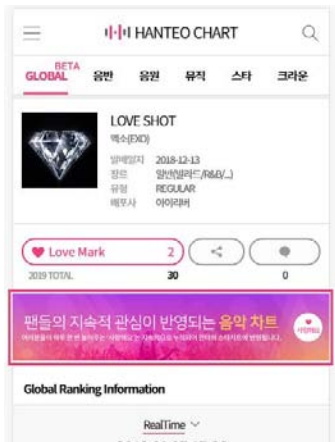 HANTEO CHART
BETA
GLOBAL 음반 음원 뮤직 스타 크라운
LOVE SHOT
엑소(EXO)
발매일자 2018-12-13
장르 일반(발라드/R&B/...)
유형 REGULAR
배포사 아이리버
Love Mark 2
2019 TOTAL 30 0
팬들의 지속적 관심이 반영되는 음악 차트
Global Ranking Information
RealTime